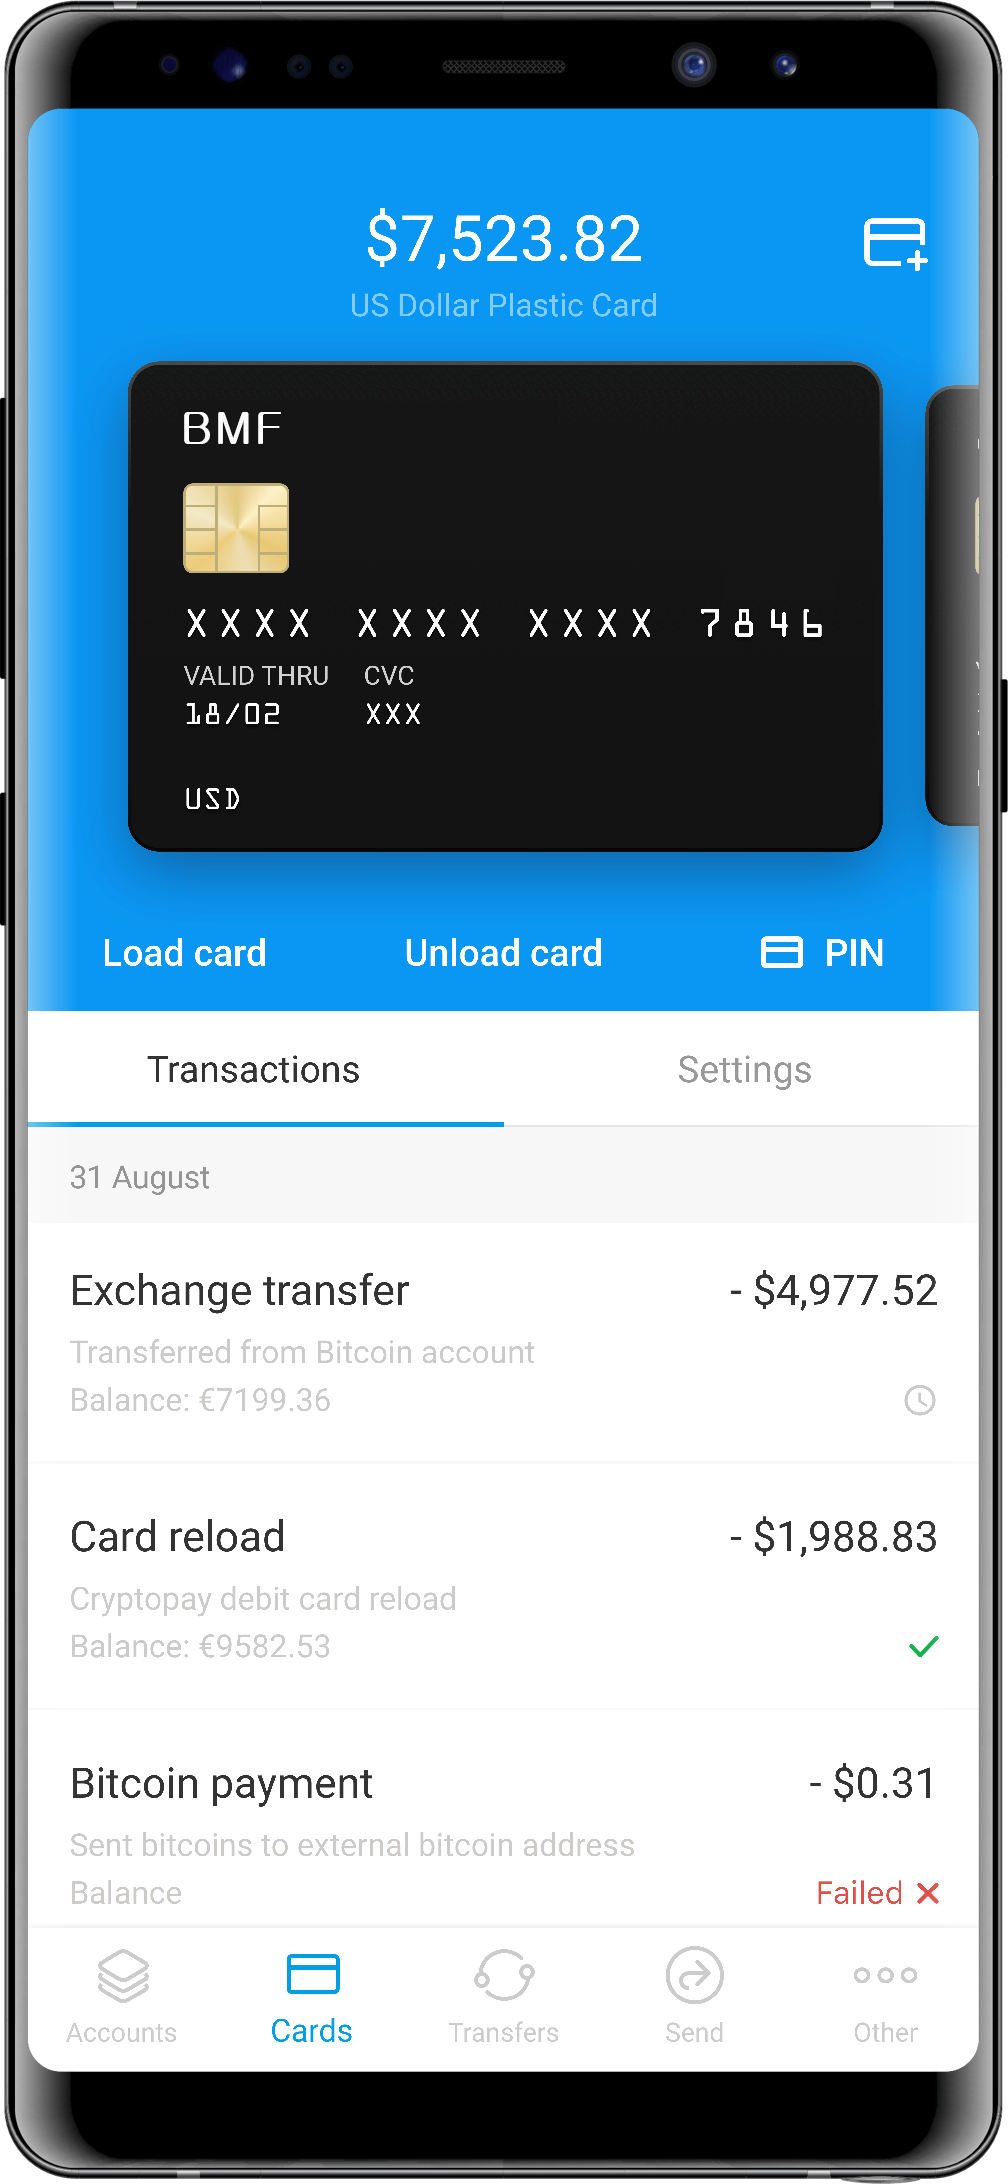 $7,523.82
US Dollar Plastic Card
BMF
XXXX XXXX XXXX 7846
VALID THRU CVC
18/02 XXX
USD
Load card Unload card PIN
Transactions Settings
31 August
Exchange transfer - $4,977.52
Transferred from Bitcoin account
Balance: €7199.36
Card reload - $1,988.83
Cryptopay debit card reload
Balance: €9582.53
Bitcoin payment - $0.31
Sent bitcoins to external bitcoin address
Balance Failed
Accounts Cards Transfers Send Other